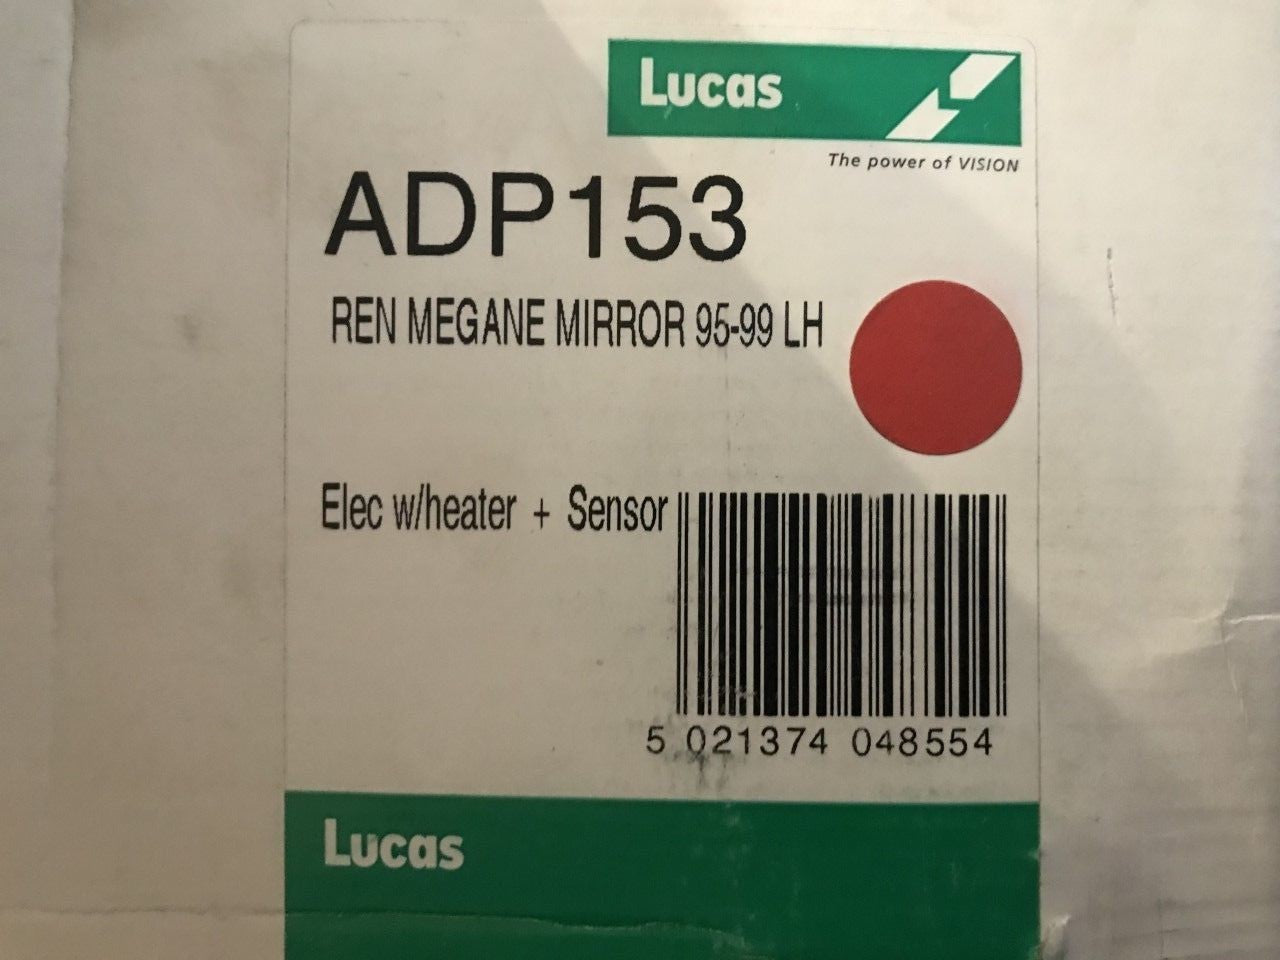 Lucas
The power of VISION
ADP153
REN MEGANE MIRROR 95-99 LH
Elec w/heater + Sensor
5 021374 048554
Lucas